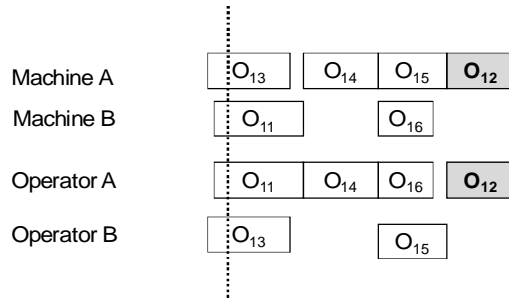 Machine A O₁₃ O₁₄ O₁₅ O₁₂
Machine B O₁₁ O₁₆
Operator A O₁₁ O₁₄ O₁₆ O₁₂
Operator B O₁₃ O₁₅